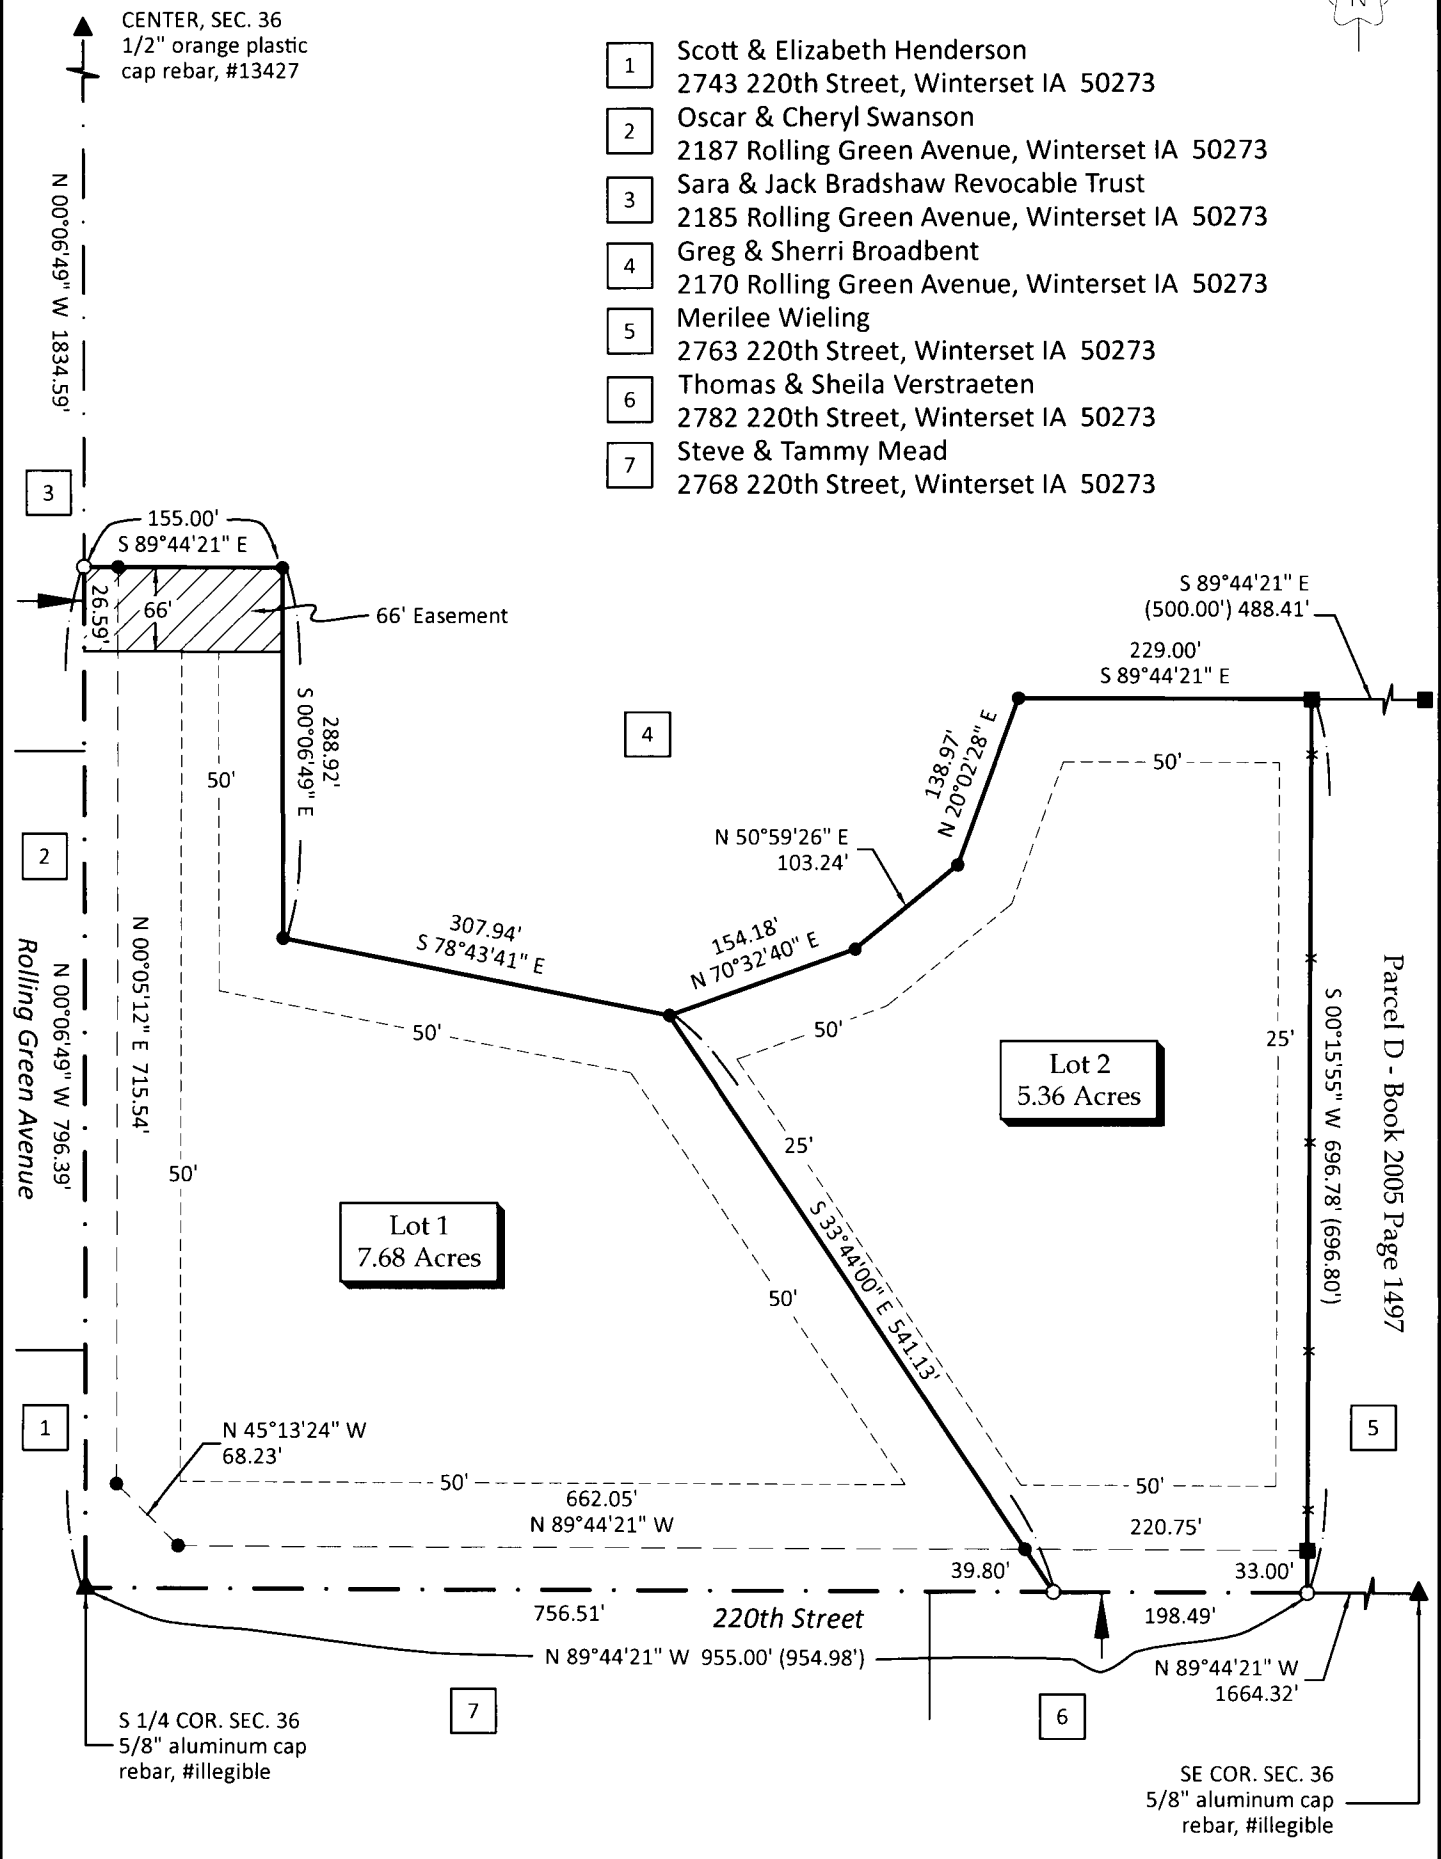 N
CENTER, SEC. 36
1/2" orange plastic
cap rebar, #13427
1
Scott & Elizabeth Henderson
2743 220th Street, Winterset IA 50273
2
Oscar & Cheryl Swanson
2187 Rolling Green Avenue, Winterset IA 50273
3
Sara & Jack Bradshaw Revocable Trust
2185 Rolling Green Avenue, Winterset IA 50273
4
Greg & Sherri Broadbent
2170 Rolling Green Avenue, Winterset IA 50273
5
Merilee Wieling
2763 220th Street, Winterset IA 50273
6
Thomas & Sheila Verstraeten
2782 220th Street, Winterset IA 50273
7
Steve & Tammy Mead
2768 220th Street, Winterset IA 50273
N 00°06'49" W 1834.59'
3
155.00'
S 89°44'21" E
26.59'
66'
66' Easement
S 89°44'21" E
(500.00') 488.41'
229.00'
S 89°44'21" E
288.92'
S 00°06'49" E
4
138.97'
N 20°02'28" E
50'
50'
N 50°59'26" E
103.24'
2
307.94'
S 78°43'41" E
154.18'
N 70°32'40" E
Rolling Green Avenue
N 00°06'49" W 796.39'
N 00°05'12" E 715.54'
50'
50'
25'
Lot 2
5.36 Acres
S 00°15'55" W 696.78' (696.80')
Parcel D - Book 2005 Page 1497
50'
25'
Lot 1
7.68 Acres
S 33°44'00" E 541.13'
50'
1
N 45°13'24" W
68.23'
5
50'
50'
662.05'
N 89°44'21" W
220.75'
39.80'
33.00'
756.51'
220th Street
198.49'
N 89°44'21" W 955.00' (954.98')
N 89°44'21" W
1664.32'
7
6
S 1/4 COR. SEC. 36
5/8" aluminum cap
rebar, #illegible
SE COR. SEC. 36
5/8" aluminum cap
rebar, #illegible